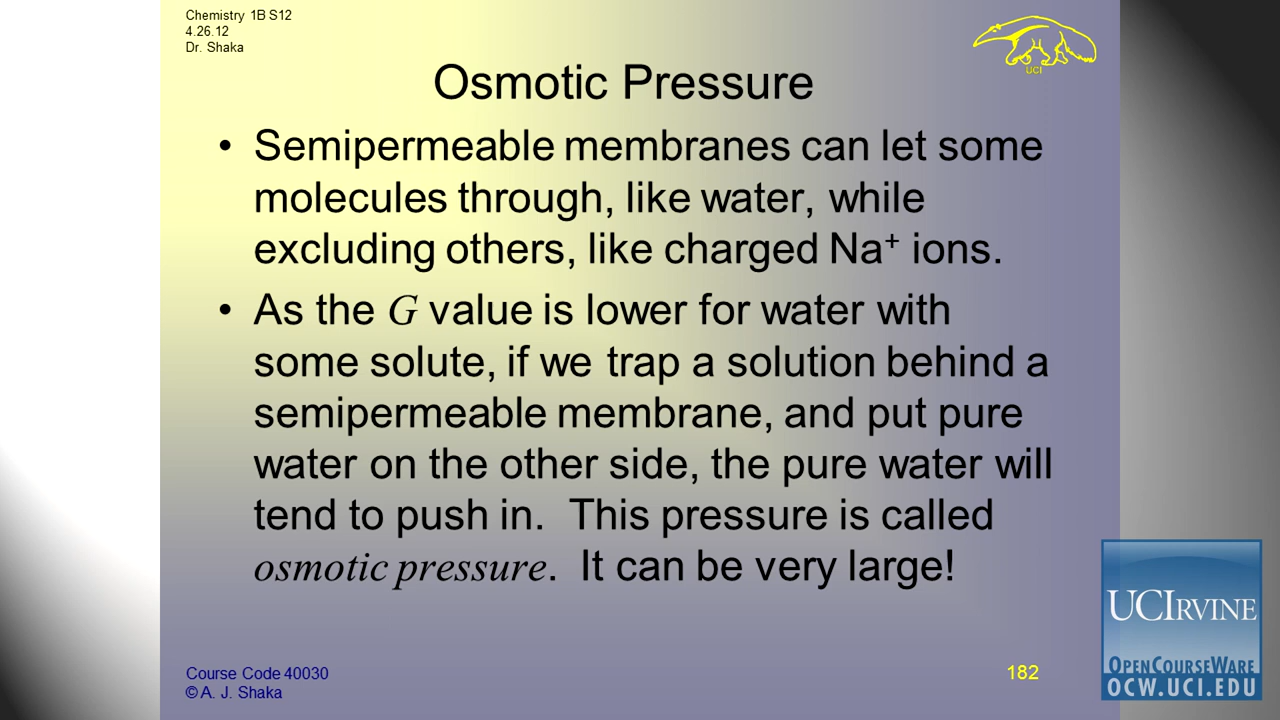 Chemistry 1B S12
4.26.12
Dr. Shaka
UCI
Osmotic Pressure
• Semipermeable membranes can let some
molecules through, like water, while
excluding others, like charged Na⁺ ions.
• As the G value is lower for water with
some solute, if we trap a solution behind a
semipermeable membrane, and put pure
water on the other side, the pure water will
tend to push in. This pressure is called
osmotic pressure. It can be very large!
Course Code 40030
© A. J. Shaka
182
UCIRVINE
OPENCOURSEWARE
OCW.UCI.EDU